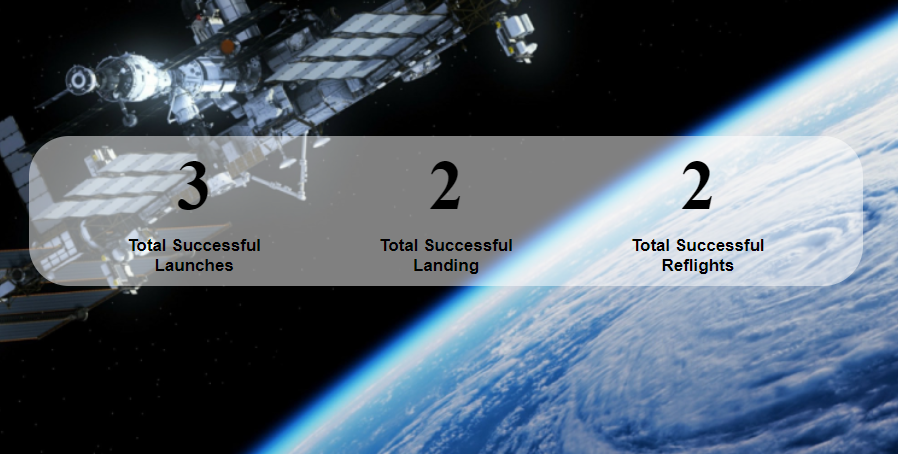 3
Total Successful
Launches
2
Total Successful
Landing
2
Total Successful
Reflights